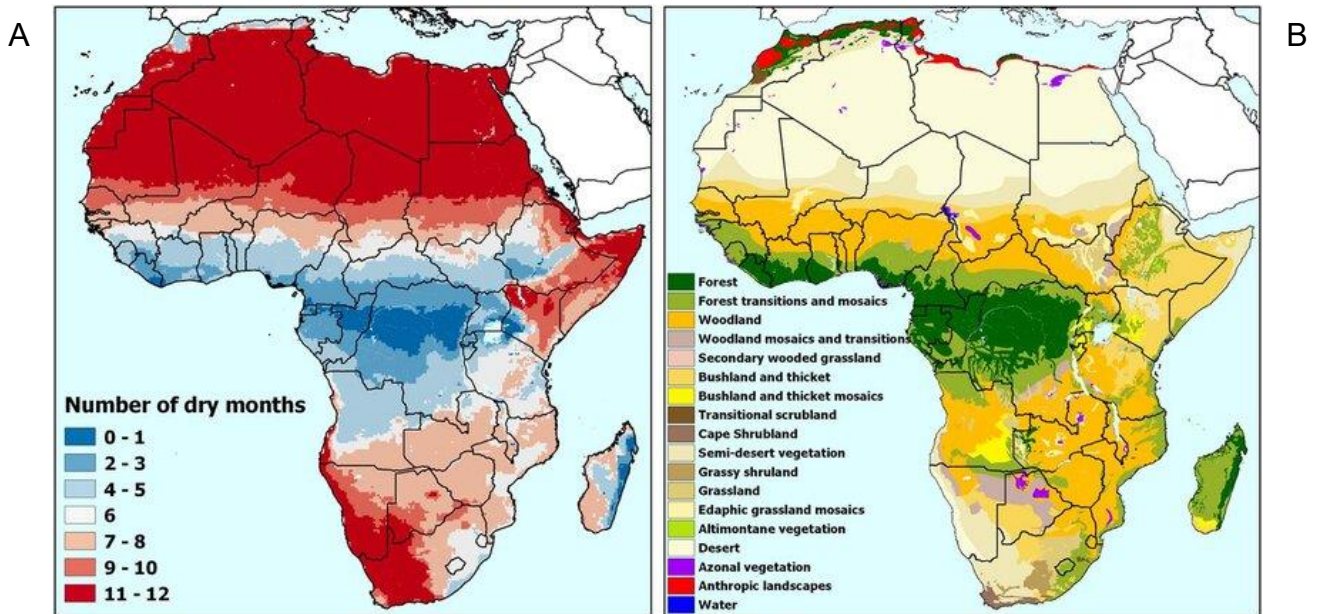 A
B
Number of dry months
0 - 1
2 - 3
4 - 5
6
7 - 8
9 - 10
11 - 12
Forest
Forest transitions and mosaics
Woodland
Woodland mosaics and transitions
Secondary wooded grassland
Bushland and thicket
Bushland and thicket mosaics
Transitional scrubland
Cape Shrubland
Semi-desert vegetation
Grassy shruland
Grassland
Edaphic grassland mosaics
Altimontane vegetation
Desert
Azonal vegetation
Anthropic landscapes
Water